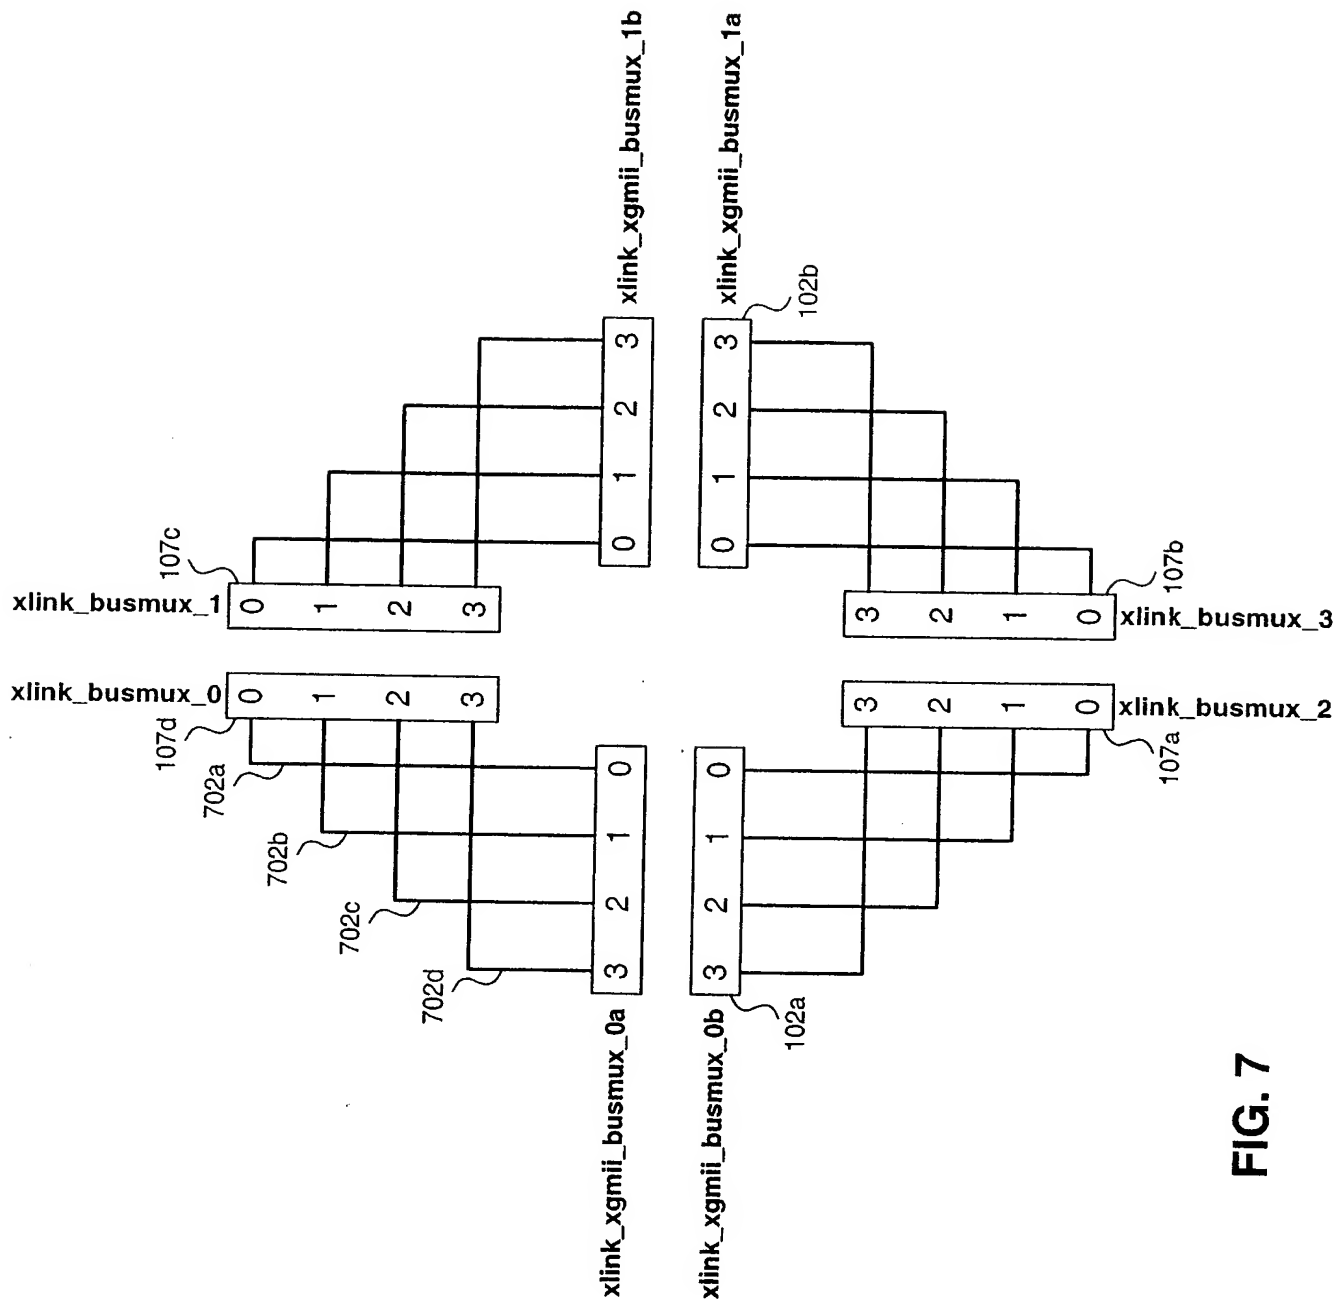 xlink_xgmii_busmux_1b
xlink_xgmii_busmux_1a
102b
3
2
1
0
3
2
1
0
107c
xlink_busmux_1
0
1
2
3
107b
3
2
1
0
xlink_busmux_3
xlink_busmux_0
0
1
2
3
107d
3
2
1
0
xlink_busmux_2
107a
702a
702b
702c
702d
0
1
2
3
0
1
2
3
102a
xlink_xgmii_busmux_0a
xlink_xgmii_busmux_0b
FIG. 7